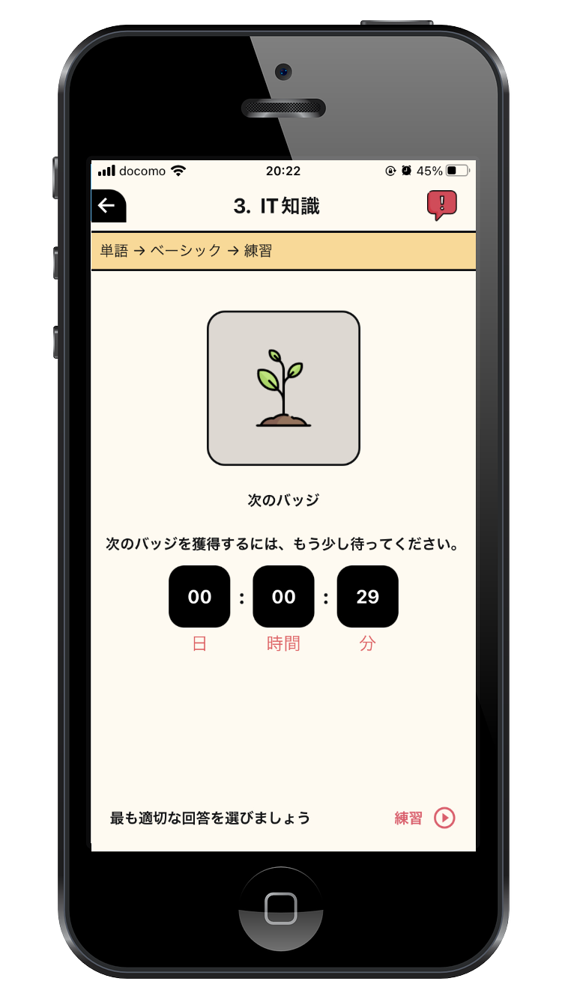 docomo 20:22 45%
3. IT知識
単語 → ベーシック → 練習
次のバッジ
次のバッジを獲得するには、もう少し待ってください。
00 : 00 : 29
日 時間 分
最も適切な回答を選びましょう 練習